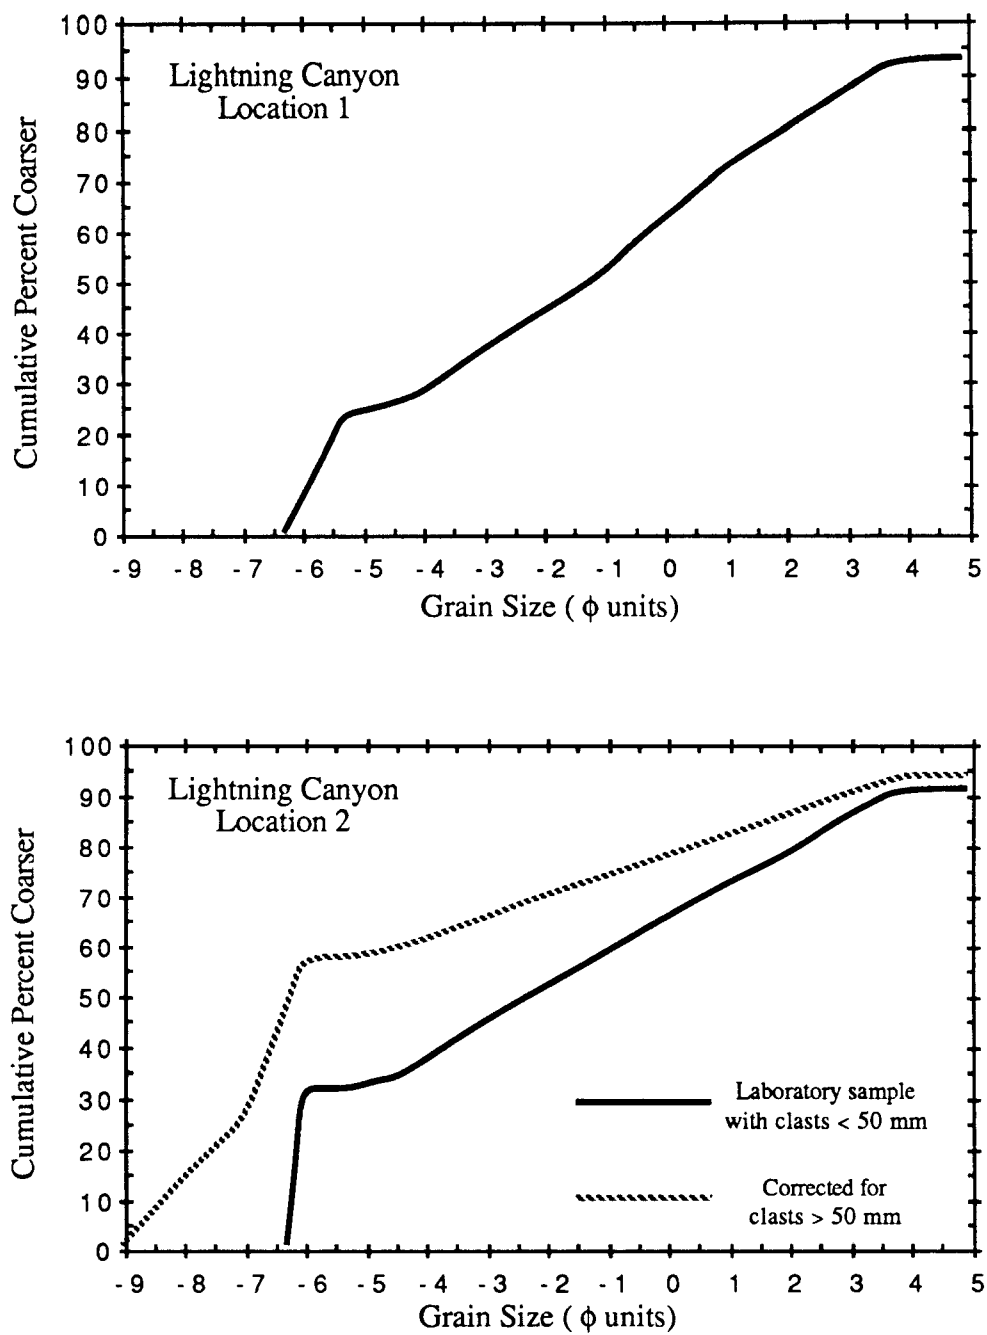 100
90
80
70
60
50
40
30
20
10
0
Cumulative Percent Coarser
Lightning Canyon
Location 1
-9 -8 -7 -6 -5 -4 -3 -2 -1 0 1 2 3 4 5
Grain Size ( ϕ units)
100
90
80
70
60
50
40
30
20
10
0
Cumulative Percent Coarser
Lightning Canyon
Location 2
Laboratory sample
with clasts < 50 mm
Corrected for
clasts > 50 mm
-9 -8 -7 -6 -5 -4 -3 -2 -1 0 1 2 3 4 5
Grain Size ( ϕ units)